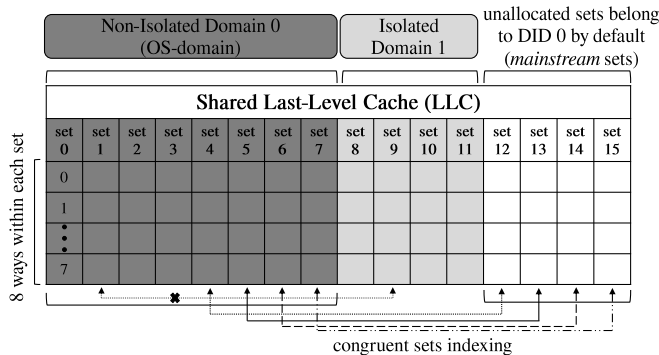 Non-Isolated Domain 0
(OS-domain)
Isolated
Domain 1
unallocated sets belong
to DID 0 by default
(mainstream sets)
Shared Last-Level Cache (LLC)
set set set set set set set set set set set set set set set set
0 1 2 3 4 5 6 7 8 9 10 11 12 13 14 15
8 ways within each set
0
1
7
congruent sets indexing